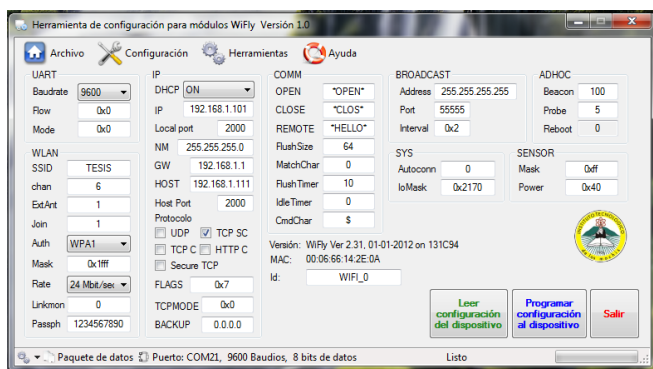 Herramienta de configuración para módulos WiFly Versión 1.0
Archivo Configuración Herramientas Ayuda
UART
Baudrate 9600
Flow 0x0
Mode 0x0
WLAN
SSID TESIS
chan 6
ExtAnt 1
Join 1
Auth WPA1
Mask 0x1fff
Rate 24 Mbit/sec
Linkmon 0
Passph 1234567890
IP
DHCP ON
IP 192.168.1.101
Local port 2000
NM 255.255.255.0
GW 192.168.1.1
HOST 192.168.1.111
Host Port 2000
Protocolo
UDP TCP SC
TCP C HTTP C
Secure TCP
FLAGS 0x7
TCPMODE 0x0
BACKUP 0.0.0.0
COMM
OPEN *OPEN*
CLOSE *CLOS*
REMOTE *HELLO*
FlushSize 64
MatchChar 0
FlushTimer 10
IdleTimer 0
CmdChar $
BROADCAST
Address 255.255.255.255
Port 55555
Interval 0x2
ADHOC
Beacon 100
Probe 5
Reboot 0
SYS
Autoconn 0
IoMask 0x2170
SENSOR
Mask 0xff
Power 0x40
Versión: WiFly Ver 2.31, 01-01-2012 on 131C94
MAC: 00:06:66:14:2E:0A
Id: WIFI_0
Leer
configuración
del dispositivo
Programar
configuración
al dispositivo
Salir
Paquete de datos Puerto: COM21, 9600 Baudios, 8 bits de datos Listo